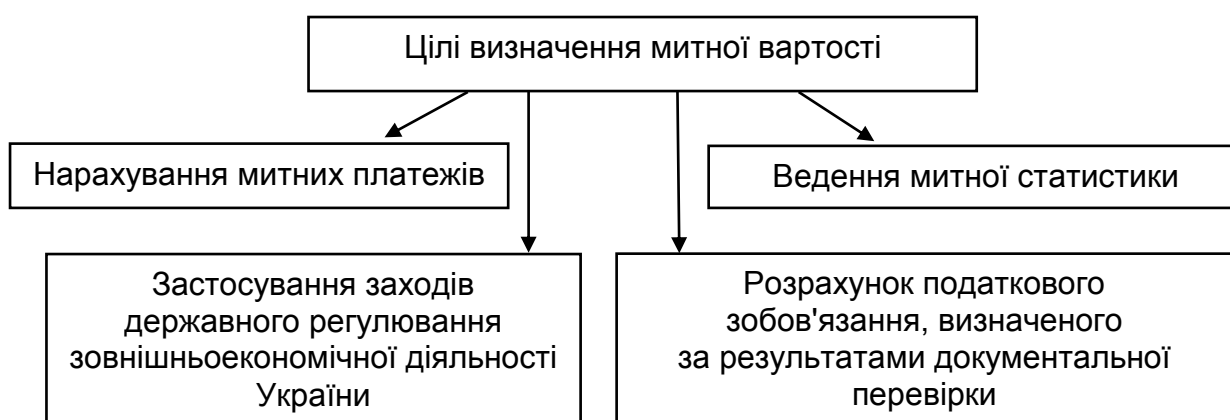 Цілі визначення митної вартості
Нарахування митних платежів
Ведення митної статистики
Застосування заходів
державного регулювання
зовнішньоекономічної діяльності
України
Розрахунок податкового
зобов'язання, визначеного
за результатами документальної
перевірки